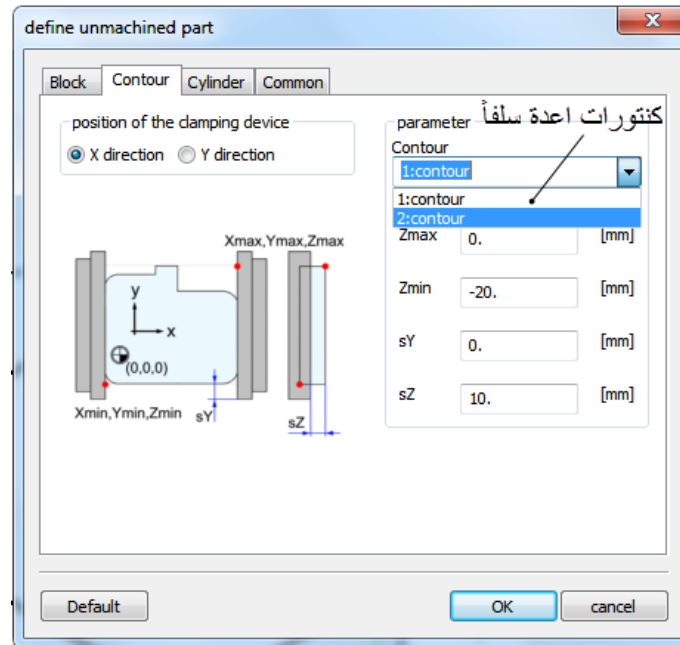 define unmachined part
Block Contour Cylinder Common
position of the clamping device
X direction Y direction
Xmax,Ymax,Zmax
y
x
(0,0,0)
Xmin,Ymin,Zmin
sY
sZ
parameter
كنتورات اعدة سلفاً
Contour
1:contour
1:contour
2:contour
Zmax 0. [mm]
Zmin -20. [mm]
sY 0. [mm]
sZ 10. [mm]
Default OK cancel